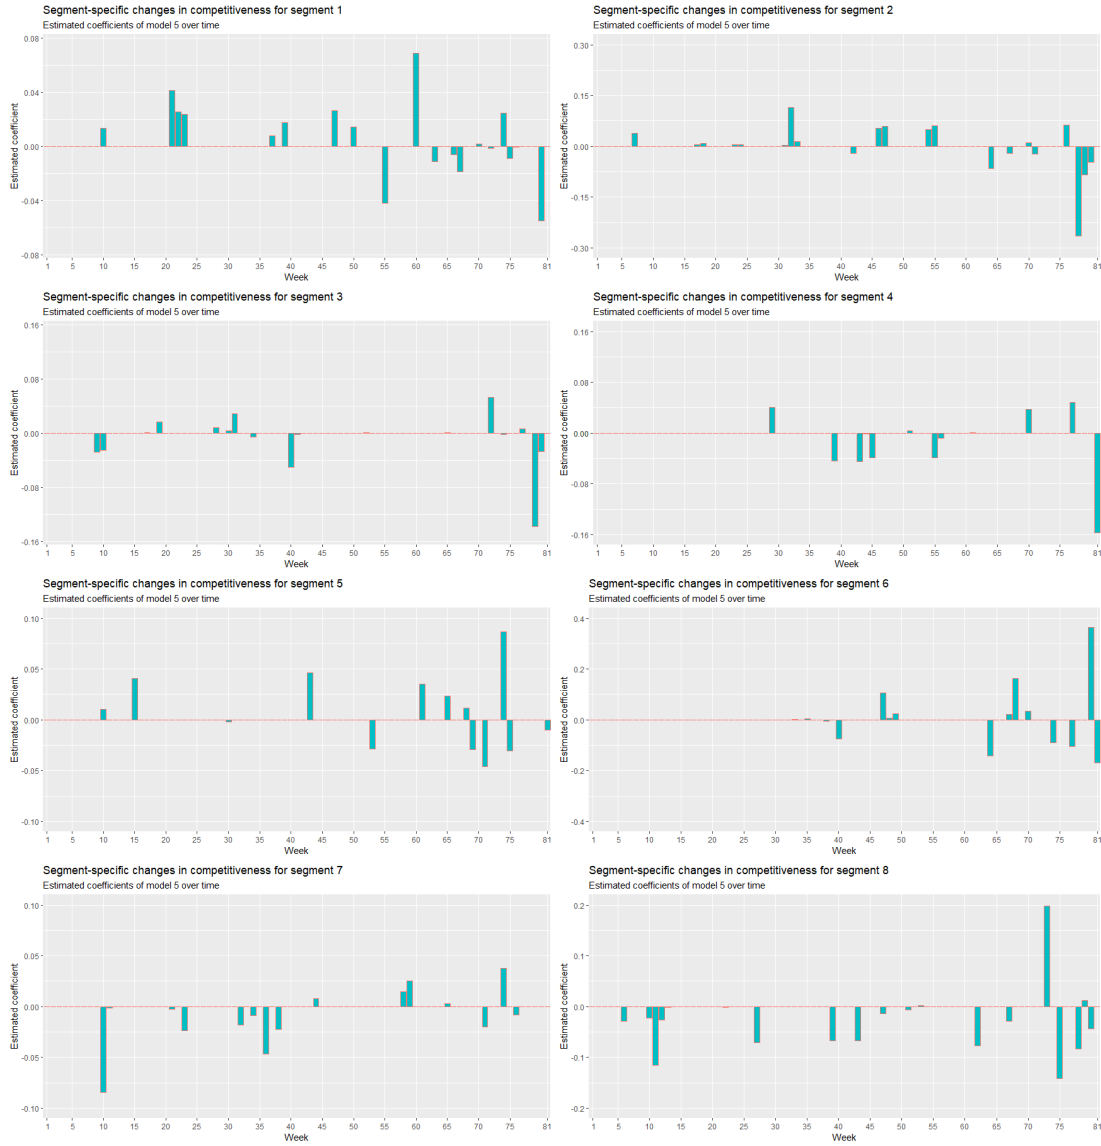 Segment-specific changes in competitiveness for segment 1
Estimated coefficients of model 5 over time
0.08
0.04
0.00
-0.04
-0.08
Estimated coefficient
1 5 10 15 20 25 30 35 40 45 50 55 60 65 70 75 81
Week
Segment-specific changes in competitiveness for segment 2
Estimated coefficients of model 5 over time
0.30
0.15
0.00
-0.15
-0.30
Estimated coefficient
1 5 10 15 20 25 30 35 40 45 50 55 60 65 70 75 81
Week
Segment-specific changes in competitiveness for segment 3
Estimated coefficients of model 5 over time
0.16
0.08
0.00
-0.08
-0.16
Estimated coefficient
1 5 10 15 20 25 30 35 40 45 50 55 60 65 70 75 81
Week
Segment-specific changes in competitiveness for segment 4
Estimated coefficients of model 5 over time
0.16
0.08
0.00
-0.08
-0.16
Estimated coefficient
1 5 10 15 20 25 30 35 40 45 50 55 60 65 70 75 81
Week
Segment-specific changes in competitiveness for segment 5
Estimated coefficients of model 5 over time
0.10
0.05
0.00
-0.05
-0.10
Estimated coefficient
1 5 10 15 20 25 30 35 40 45 50 55 60 65 70 75 81
Week
Segment-specific changes in competitiveness for segment 6
Estimated coefficients of model 5 over time
0.4
0.2
0.0
-0.2
-0.4
Estimated coefficient
1 5 10 15 20 25 30 35 40 45 50 55 60 65 70 75 81
Week
Segment-specific changes in competitiveness for segment 7
Estimated coefficients of model 5 over time
0.10
0.05
0.00
-0.05
-0.10
Estimated coefficient
1 5 10 15 20 25 30 35 40 45 50 55 60 65 70 75 81
Week
Segment-specific changes in competitiveness for segment 8
Estimated coefficients of model 5 over time
0.2
0.1
0.0
-0.1
-0.2
Estimated coefficient
1 5 10 15 20 25 30 35 40 45 50 55 60 65 70 75 81
Week